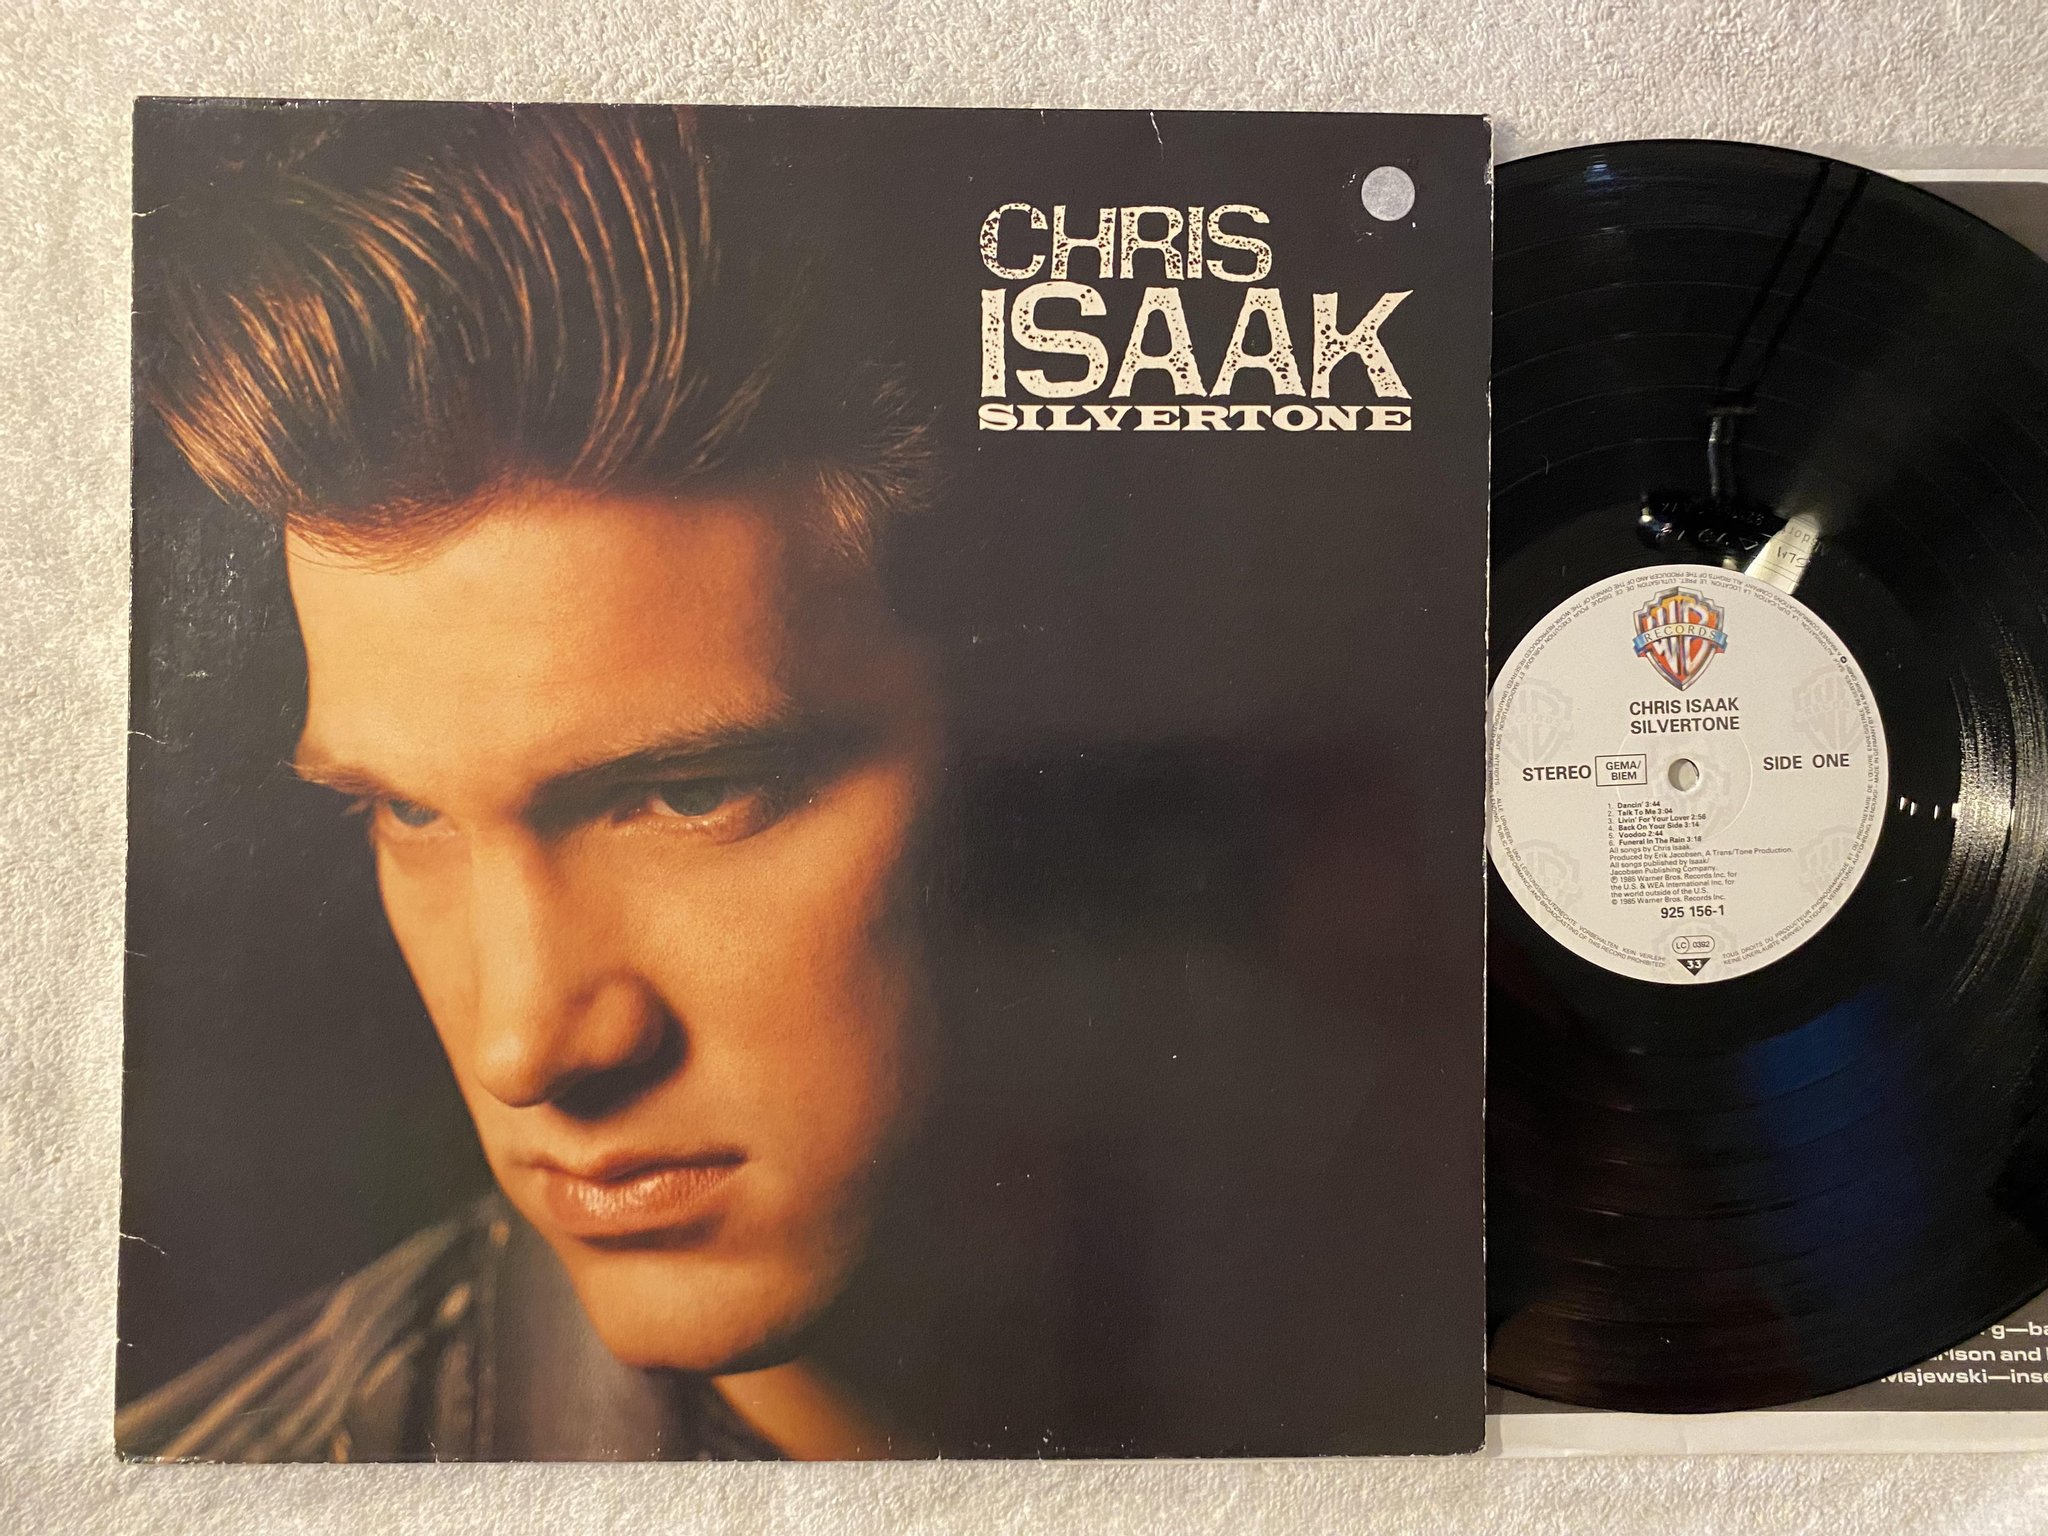 CHRIS
ISAAK
SILVERTONE
WB
RECORDS
CHRIS ISAAK
SILVERTONE
STEREO
GEMA/
BIEM
SIDE ONE
1. Dancin' 3:44
2. Talk To Me 3:04
3. Livin' For Your Lover 2:56
4. Back On Your Side 3:14
5. Voodoo 2:44
6. Funeral In The Rain 3:18
All songs by Chris Isaak.
Produced by Erik Jacobsen, A Trans/Tone Production.
All songs published by Isaak/
Jacobsen Publishing Company.
℗ 1985 Warner Bros. Records Inc. for
the U.S. & WEA International Inc. for
the world outside of the U.S.
© 1985 Warner Bros. Records Inc.
925 156-1
LC 0392
33
g—ba
rlson and
Majewski—inse